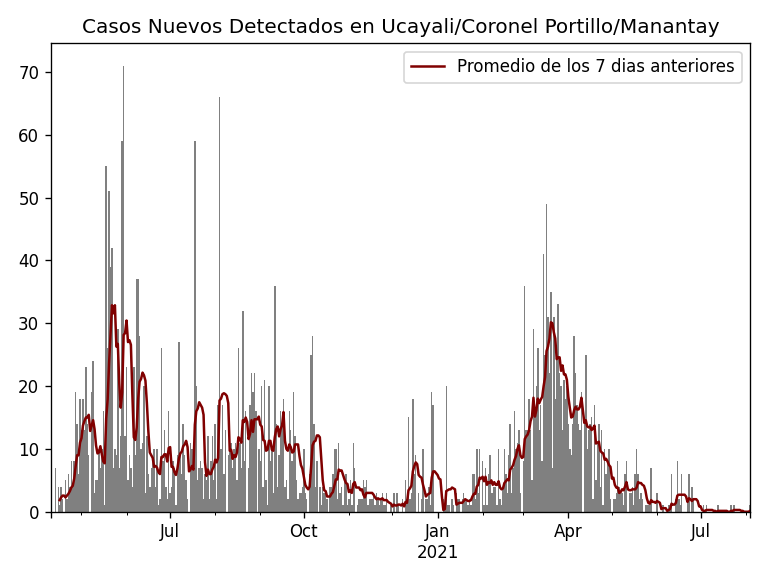 Casos Nuevos Detectados en Ucayali/Coronel Portillo/Manantay
Promedio de los 7 dias anteriores
70
60
50
40
30
20
10
0
Jul
Oct
Jan
2021
Apr
Jul